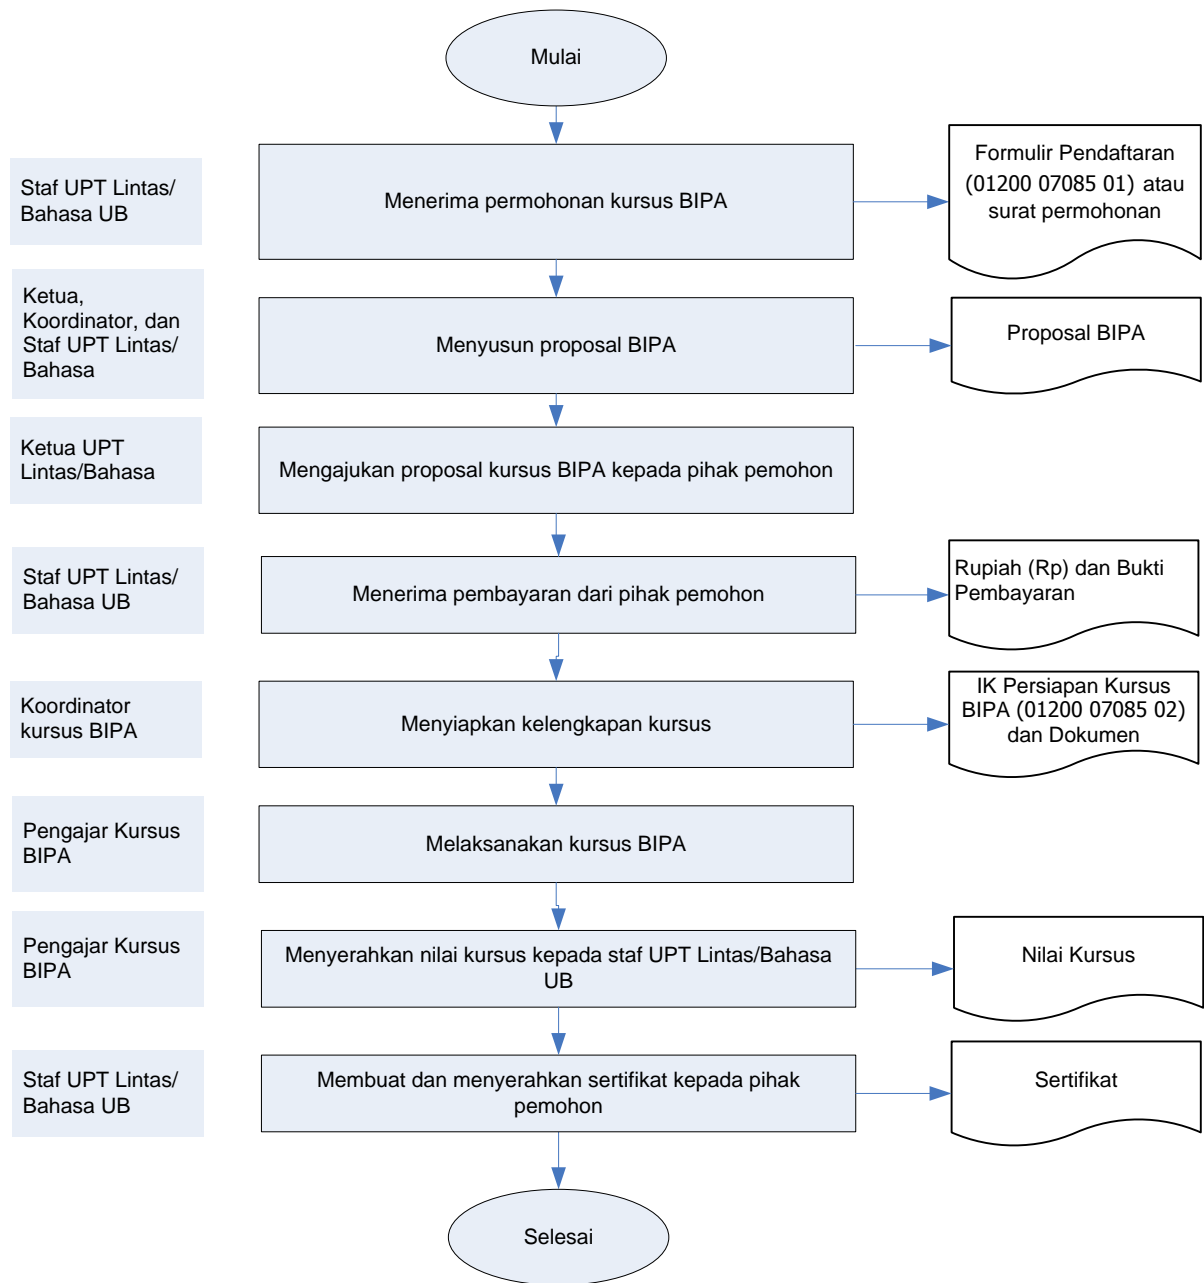 Mulai
Staf UPT Lintas/
Bahasa UB
Menerima permohonan kursus BIPA
Formulir Pendaftaran
(01200 07085 01) atau
surat permohonan
Ketua,
Koordinator, dan
Staf UPT Lintas/
Bahasa
Menyusun proposal BIPA
Proposal BIPA
Ketua UPT
Lintas/Bahasa
Mengajukan proposal kursus BIPA kepada pihak pemohon
Staf UPT Lintas/
Bahasa UB
Menerima pembayaran dari pihak pemohon
Rupiah (Rp) dan Bukti
Pembayaran
Koordinator
kursus BIPA
Menyiapkan kelengkapan kursus
IK Persiapan Kursus
BIPA (01200 07085 02)
dan Dokumen
Pengajar Kursus
BIPA
Melaksanakan kursus BIPA
Pengajar Kursus
BIPA
Menyerahkan nilai kursus kepada staf UPT Lintas/Bahasa
UB
Nilai Kursus
Staf UPT Lintas/
Bahasa UB
Membuat dan menyerahkan sertifikat kepada pihak
pemohon
Sertifikat
Selesai